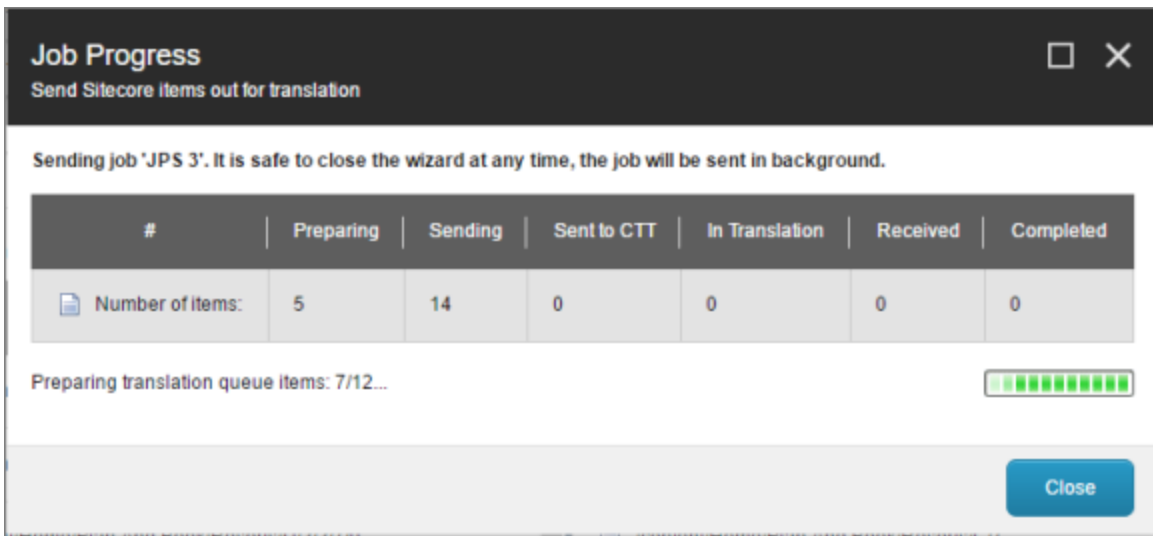 Job Progress
Send Sitecore items out for translation
Sending job 'JPS 3'. It is safe to close the wizard at any time, the job will be sent in background.
# Preparing Sending Sent to CTT In Translation Received Completed
Number of items: 5 14 0 0 0 0
Preparing translation queue items: 7/12...
Close